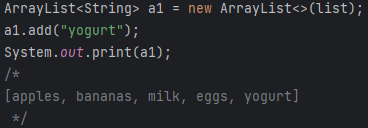 ArrayList<String> a1 = new ArrayList<>(list);
a1.add("yogurt");
System.out.print(a1);
/*
[apples, bananas, milk, eggs, yogurt]
 */